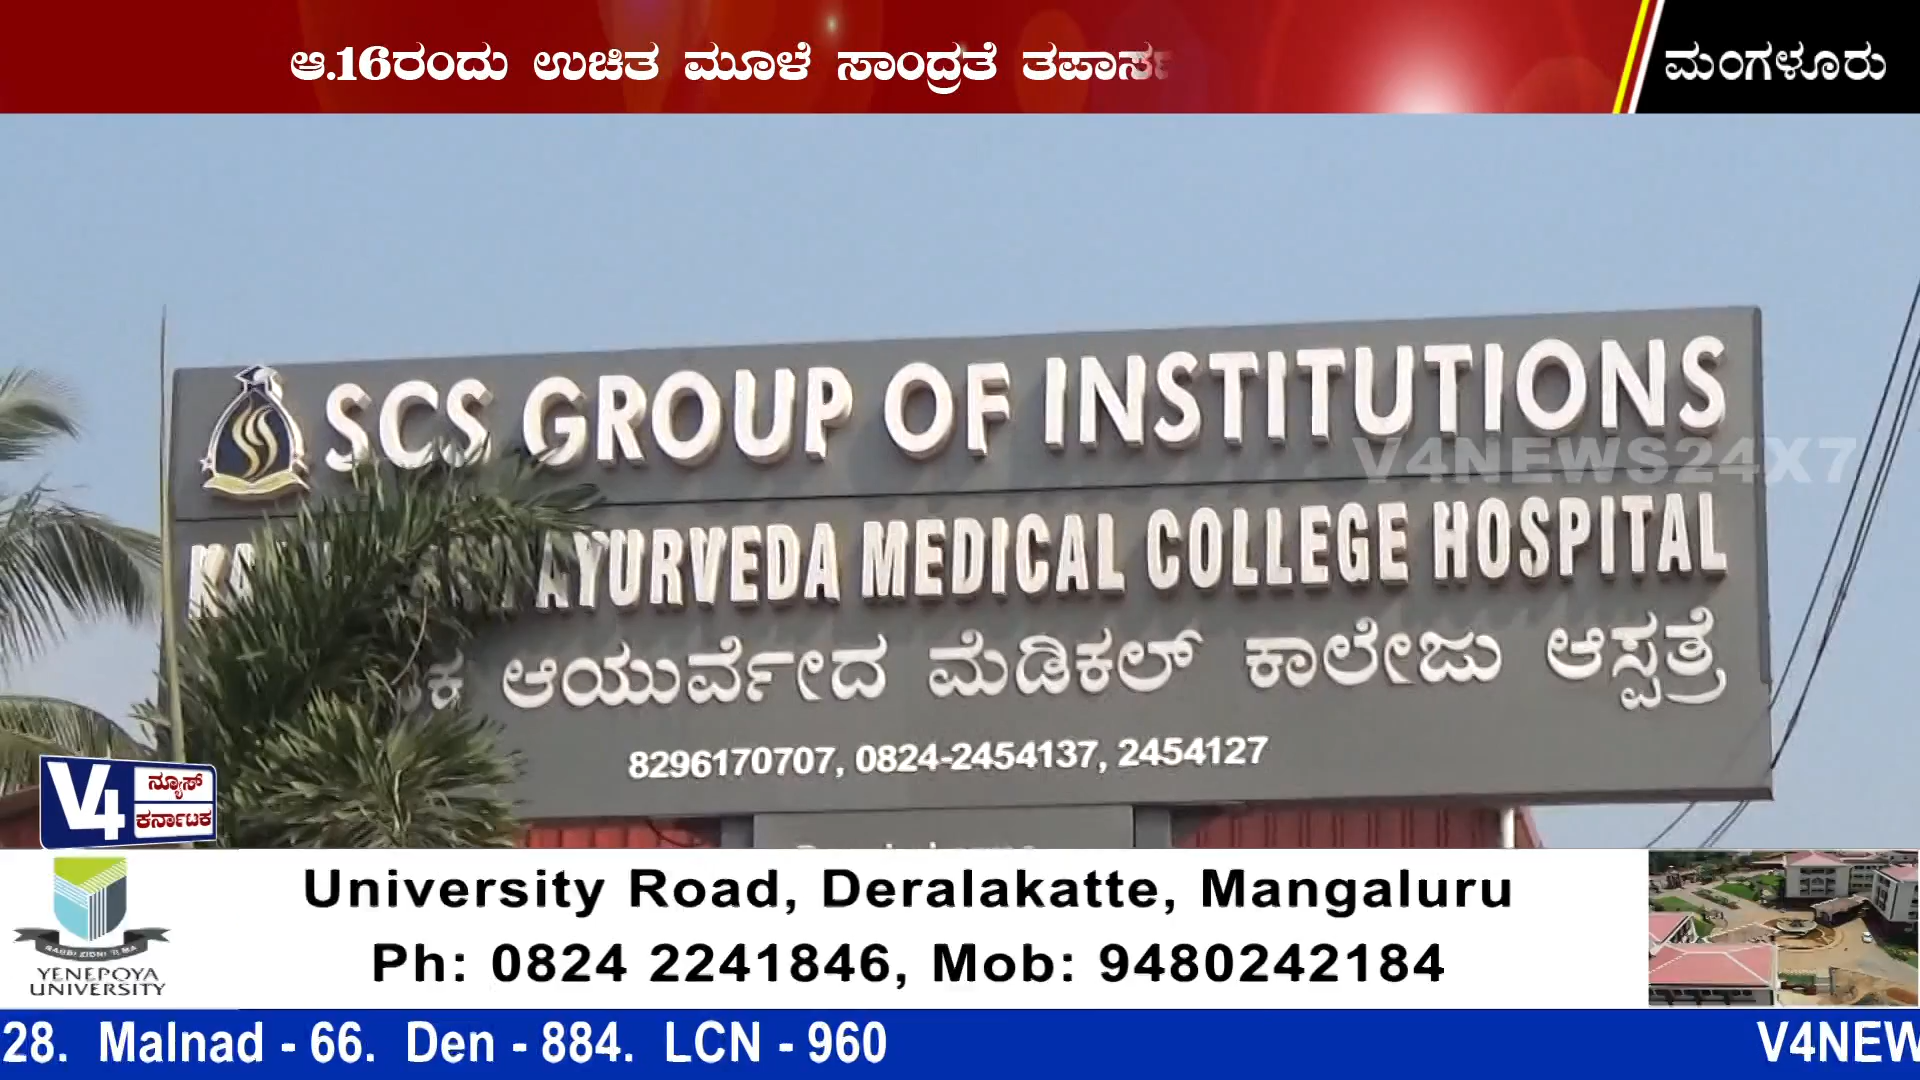 ಆ.16ರಂದು ಉಚಿತ ಮೂಳೆ ಸಾಂದ್ರತೆ
ಮಂಗಳೂರು
SCS GROUP OF INSTITUTIONS
V4NEWS24X7
AYURVEDA MEDICAL COLLEGE HOSPITAL
ಆಯುರ್ವೇದ ಮೆಡಿಕಲ್ ಕಾಲೇಜು ಆಸ್ಪತ್ರೆ
8296170707, 0824-2454137, 2454127
V4
ನ್ಯೂಸ್
ಕರ್ನಾಟಕ
University Road, Deralakatte, Mangaluru
Ph: 0824 2241846, Mob: 9480242184
YENEPOYA
UNIVERSITY
28. Malnad - 66. Den - 884. LCN - 960
V4NEW